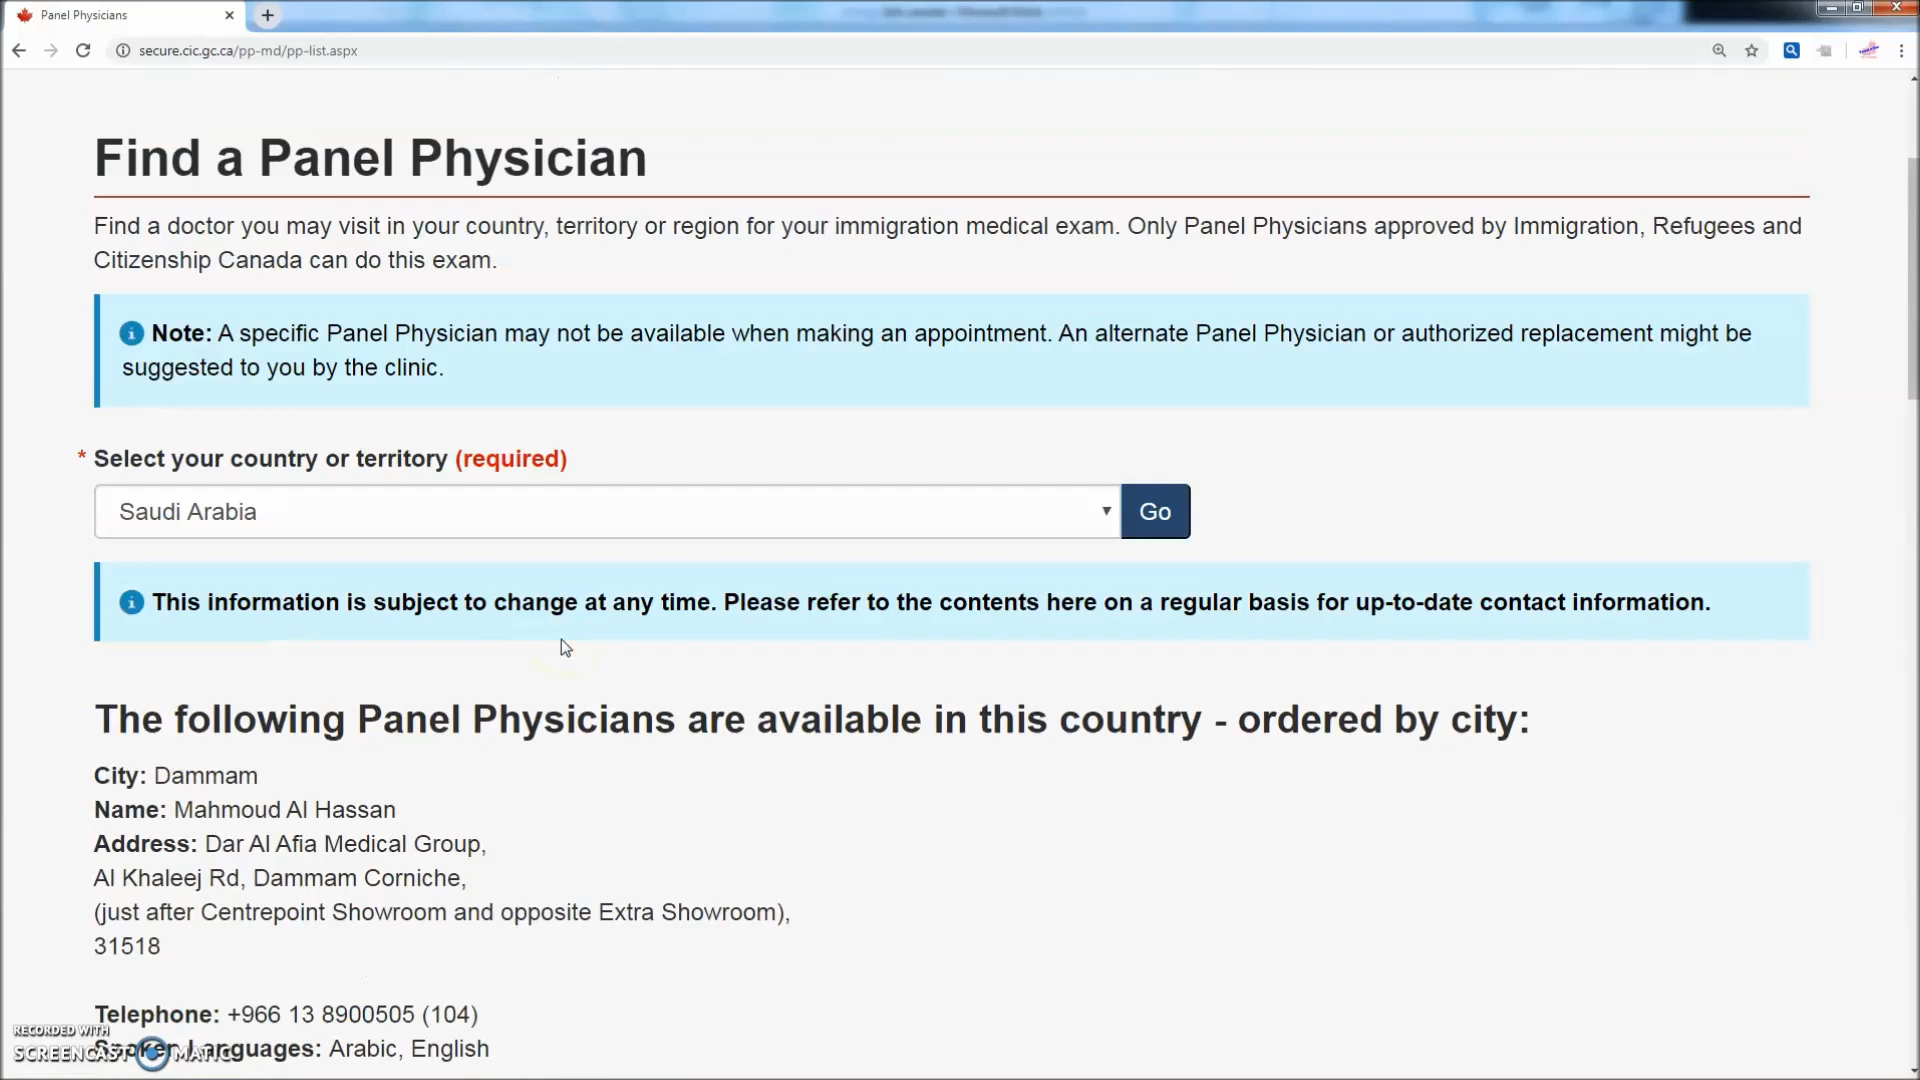 Panel Physicians
secure.cic.gc.ca/pp-md/pp-list.aspx
Find a Panel Physician
Find a doctor you may visit in your country, territory or region for your immigration medical exam. Only Panel Physicians approved by Immigration, Refugees and
Citizenship Canada can do this exam.
Note: A specific Panel Physician may not be available when making an appointment. An alternate Panel Physician or authorized replacement might be
suggested to you by the clinic.
* Select your country or territory (required)
Saudi Arabia
Go
This information is subject to change at any time. Please refer to the contents here on a regular basis for up-to-date contact information.
The following Panel Physicians are available in this country - ordered by city:
City: Dammam
Name: Mahmoud Al Hassan
Address: Dar Al Afia Medical Group,
Al Khaleej Rd, Dammam Corniche,
(just after Centrepoint Showroom and opposite Extra Showroom),
31518
Telephone: +966 13 8900505 (104)
Spoken Languages: Arabic, English
RECORDED WITH
SCREENCAST MATIC